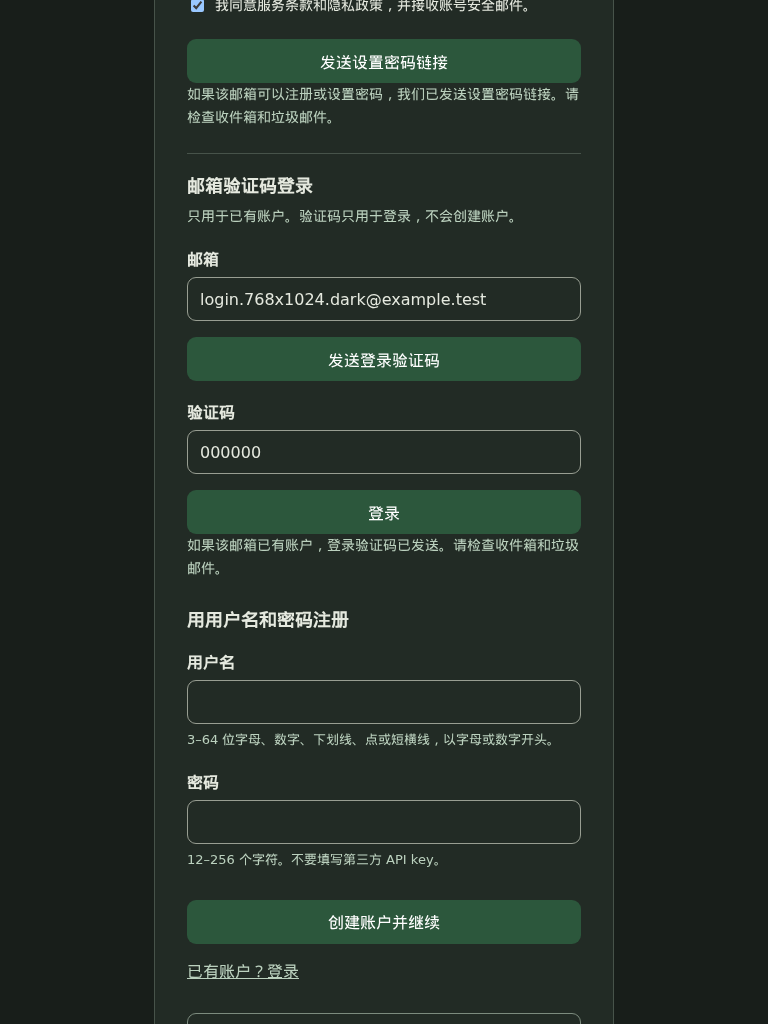 我同意服务条款和隐私政策，并接收账号安全邮件。
发送设置密码链接
如果该邮箱可以注册或设置密码，我们已发送设置密码链接。请
检查收件箱和垃圾邮件。
邮箱验证码登录
只用于已有账户。验证码只用于登录，不会创建账户。
邮箱
login.768x1024.dark@example.test
发送登录验证码
验证码
000000
登录
如果该邮箱已有账户，登录验证码已发送。请检查收件箱和垃圾
邮件。
用用户名和密码注册
用户名
3–64 位字母、数字、下划线、点或短横线，以字母或数字开头。
密码
12–256 个字符。不要填写第三方 API key。
创建账户并继续
已有账户？登录